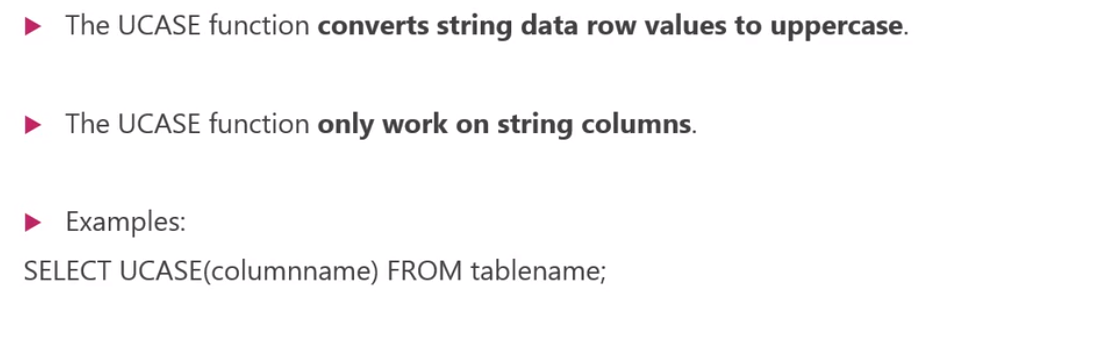 The UCASE function converts string data row values to uppercase.
The UCASE function only work on string columns.
Examples:
SELECT UCASE(columnname) FROM tablename;